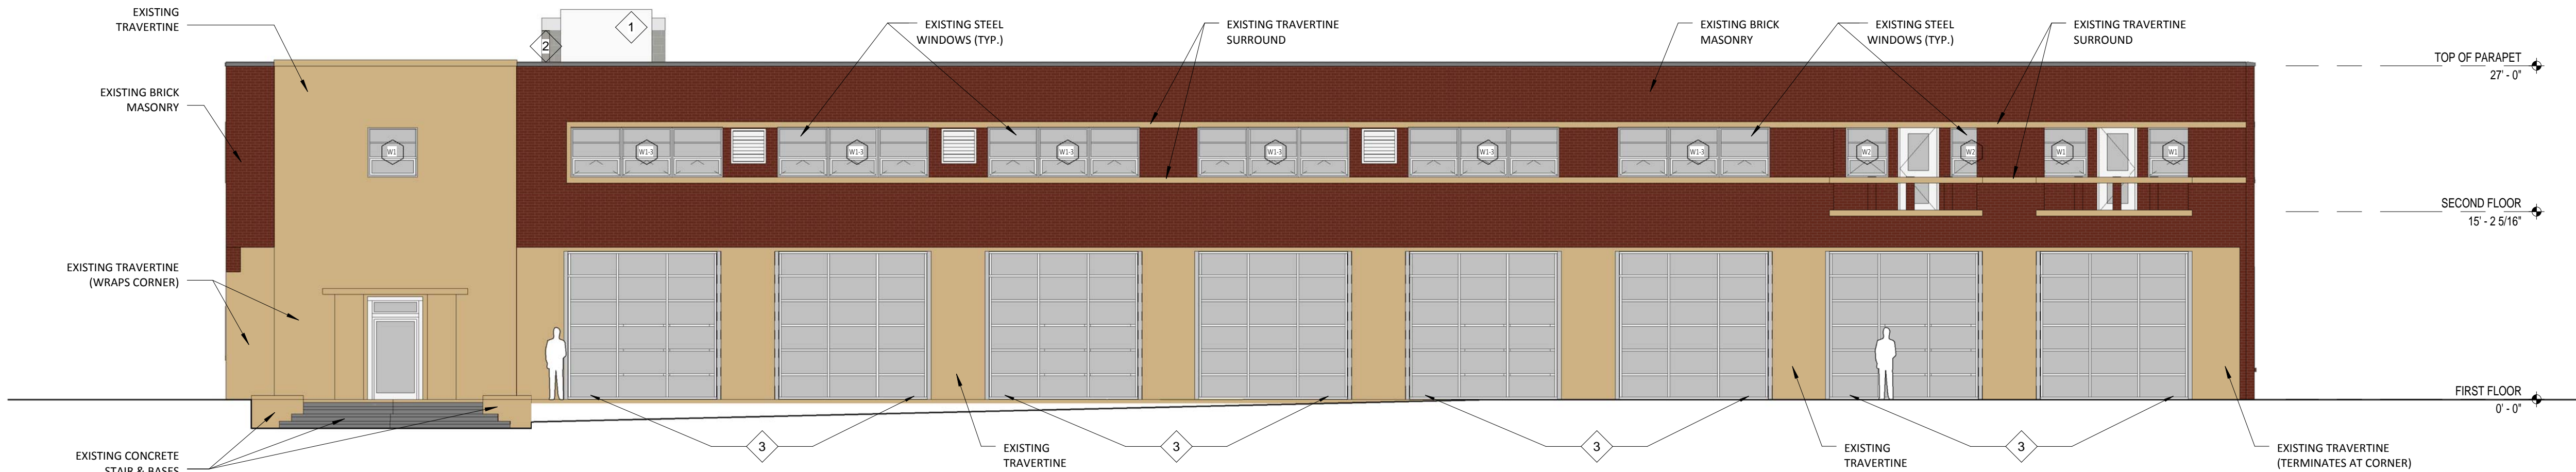 EXISTING
TRAVERTINE
1
2
EXISTING STEEL
WINDOWS (TYP.)
EXISTING TRAVERTINE
SURROUND
EXISTING BRICK
MASONRY
EXISTING STEEL
WINDOWS (TYP.)
EXISTING TRAVERTINE
SURROUND
TOP OF PARAPET
27' - 0"
EXISTING BRICK
MASONRY
W1
W1-3
W1-3
W1-3
W1-3
W1-3
W1-3
W2
W2
W1
W1
SECOND FLOOR
15' - 2 5/16"
EXISTING TRAVERTINE
(WRAPS CORNER)
FIRST FLOOR
0' - 0"
3
3
3
3
EXISTING CONCRETE
STAIR & BASES
EXISTING
TRAVERTINE
EXISTING
TRAVERTINE
EXISTING TRAVERTINE
(TERMINATES AT CORNER)